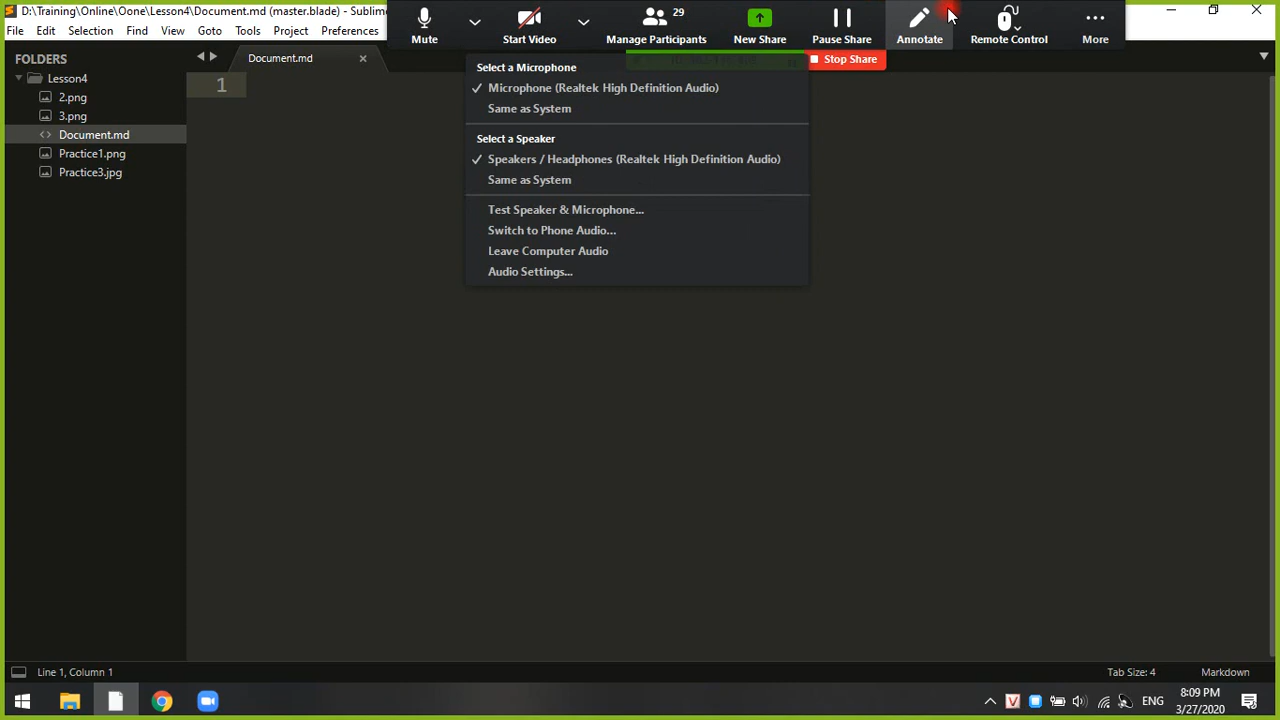 D:\Training\Online\Oone\Lesson4\Document.md (master.blade) - Sublime
File Edit Selection Find View Goto Tools Project Preferences
Mute
Start Video
29
Manage Participants
New Share
Pause Share
Annotate
Remote Control
More
Stop Share
FOLDERS
Lesson4
2.png
3.png
Document.md
Practice1.png
Practice3.jpg
Document.md
1
Select a Microphone
Microphone (Realtek High Definition Audio)
Same as System
Select a Speaker
Speakers / Headphones (Realtek High Definition Audio)
Same as System
Test Speaker & Microphone...
Switch to Phone Audio...
Leave Computer Audio
Audio Settings...
Line 1, Column 1
Tab Size: 4
Markdown
ENG
8:09 PM
3/27/2020